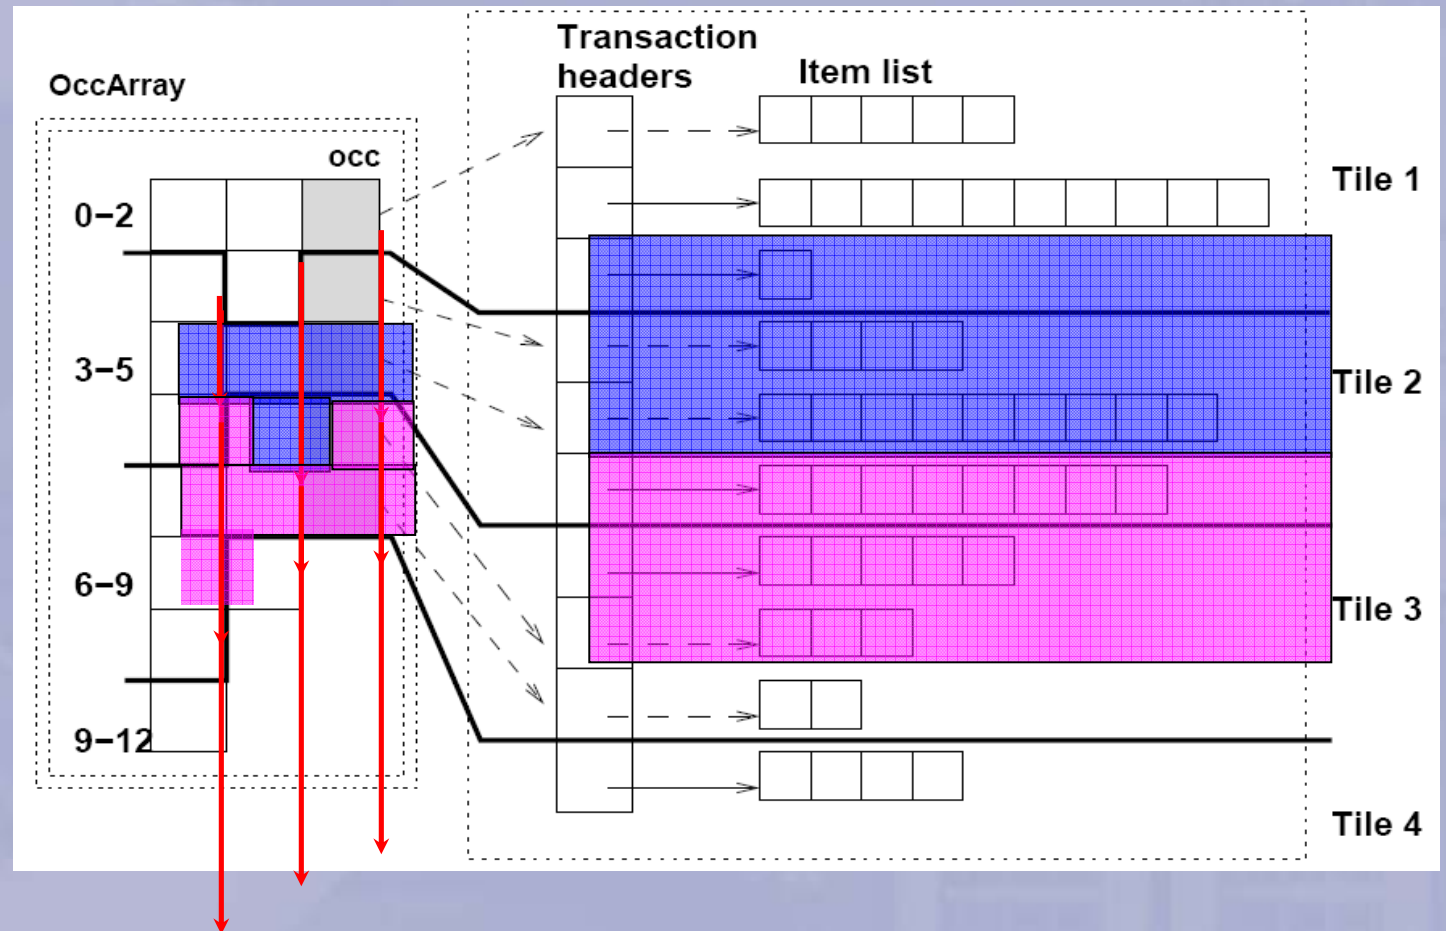 Transaction
headers
Item list
OccArray
occ
0−2
3−5
6−9
9−12
Tile 1
Tile 2
Tile 3
Tile 4